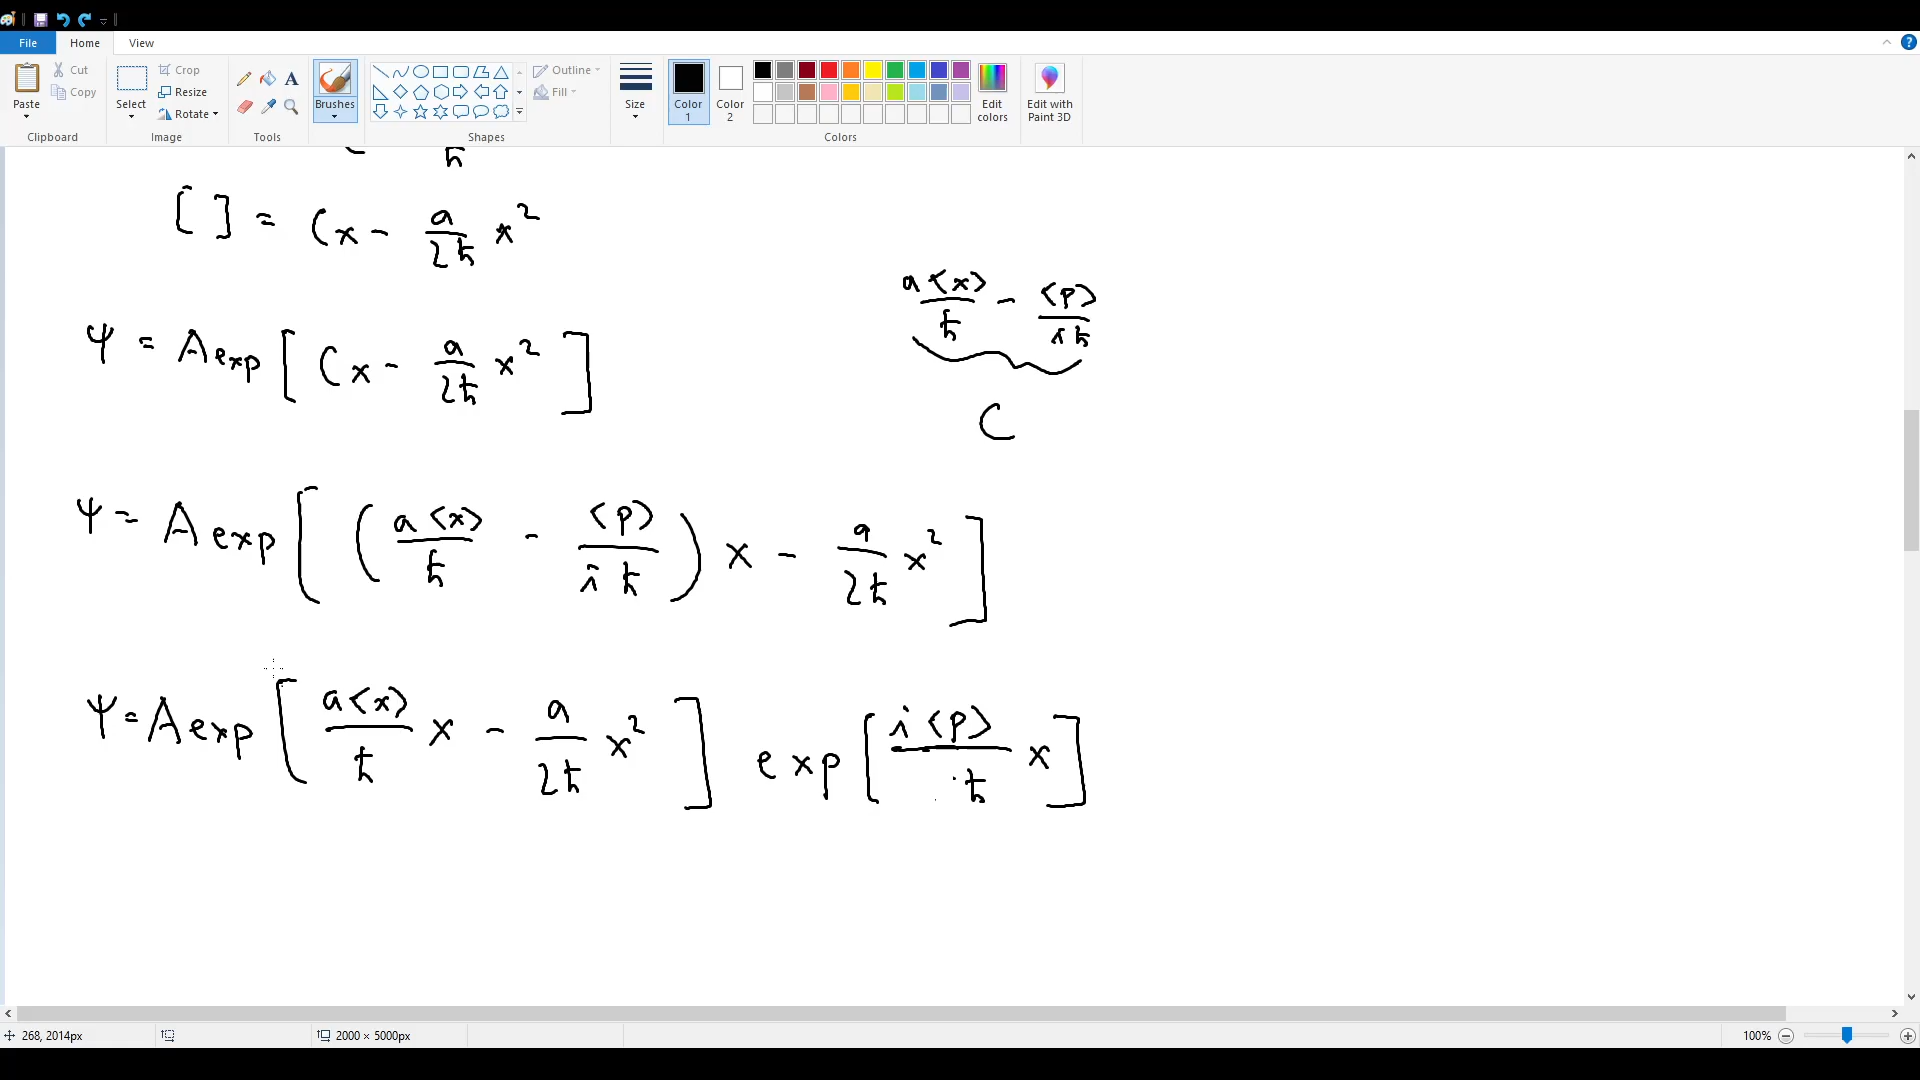 File Home View
Paste Cut Copy Clipboard
Select Crop Resize Rotate Image
Tools
Brushes
Shapes Outline Fill
Size
Color 1 Color 2 Edit colors Colors
Edit with Paint 3D
ħ
[ ] = Cx - a/2ħ x²
a<x>/ħ - <p>/iħ
C
Ψ = A exp [ Cx - a/2ħ x² ]
Ψ = A exp [ ( a<x>/ħ - <p>/iħ ) x - a/2ħ x² ]
Ψ = A exp [ a<x>/ħ x - a/2ħ x² ] exp [ i<p>/ħ x ]
268, 2014px 2000 × 5000px 100%